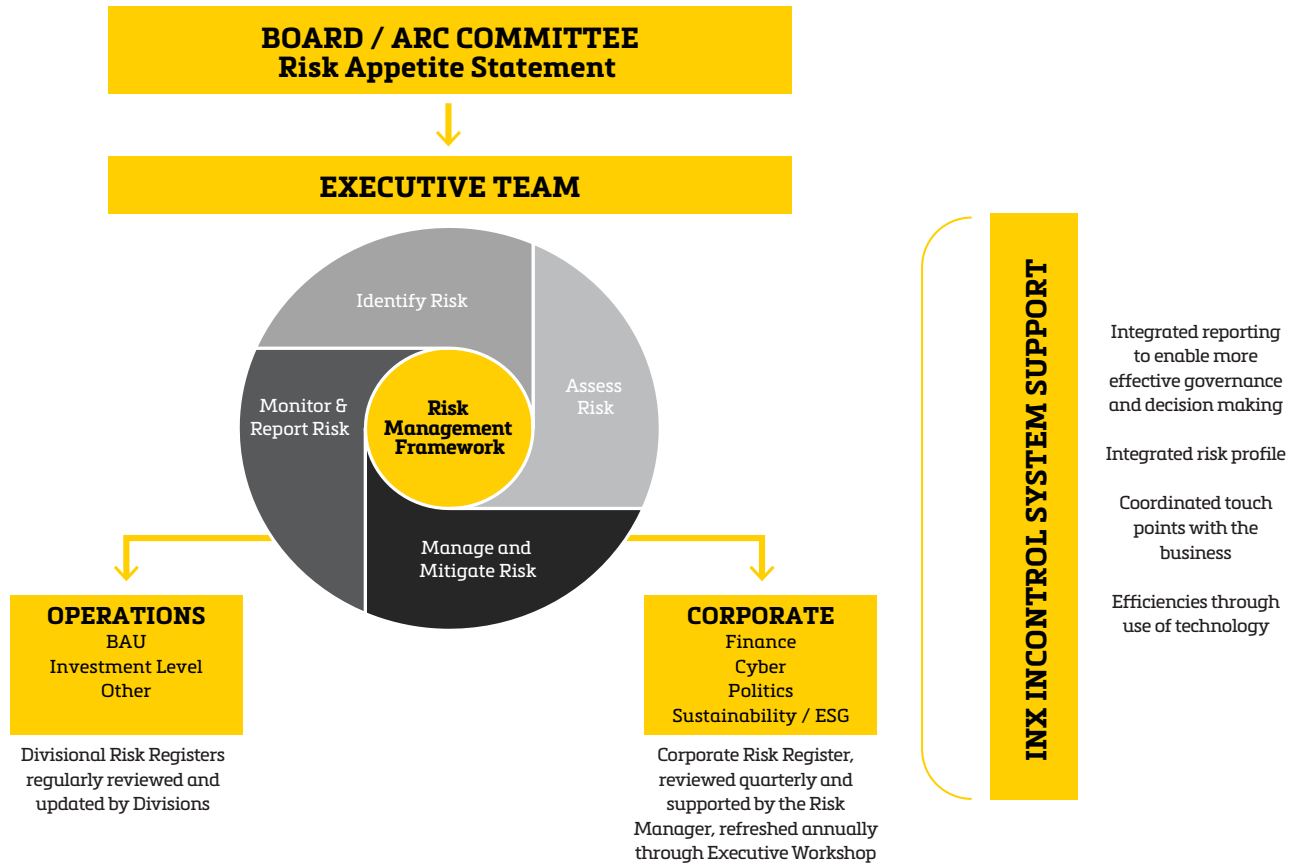 BOARD / ARC COMMITTEE
Risk Appetite Statement
EXECUTIVE TEAM
Identify Risk
Assess
Risk
Monitor &
Report Risk
Risk
Management
Framework
Manage and
Mitigate Risk
OPERATIONS
BAU
Investment Level
Other
Divisional Risk Registers
regularly reviewed and
updated by Divisions
CORPORATE
Finance
Cyber
Politics
Sustainability / ESG
Corporate Risk Register,
reviewed quarterly and
supported by the Risk
Manager, refreshed annually
through Executive Workshop
INX INCONTROL SYSTEM SUPPORT
Integrated reporting
to enable more
effective governance
and decision making
Integrated risk profile
Coordinated touch
points with the
business
Efficiencies through
use of technology